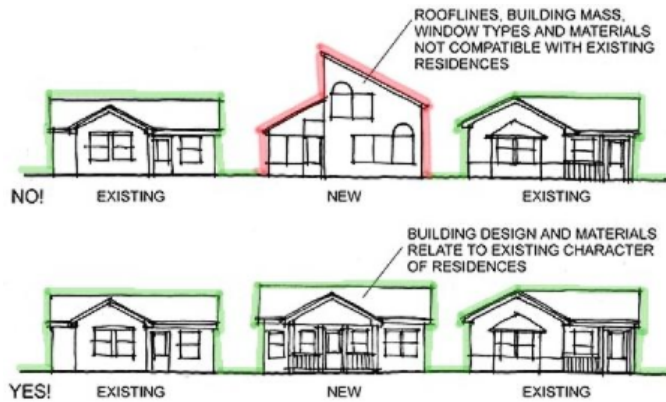 ROOFLINES, BUILDING MASS,
WINDOW TYPES AND MATERIALS
NOT COMPATIBLE WITH EXISTING
RESIDENCES
NO!
EXISTING
NEW
EXISTING
BUILDING DESIGN AND MATERIALS
RELATE TO EXISTING CHARACTER
OF RESIDENCES
YES!
EXISTING
NEW
EXISTING